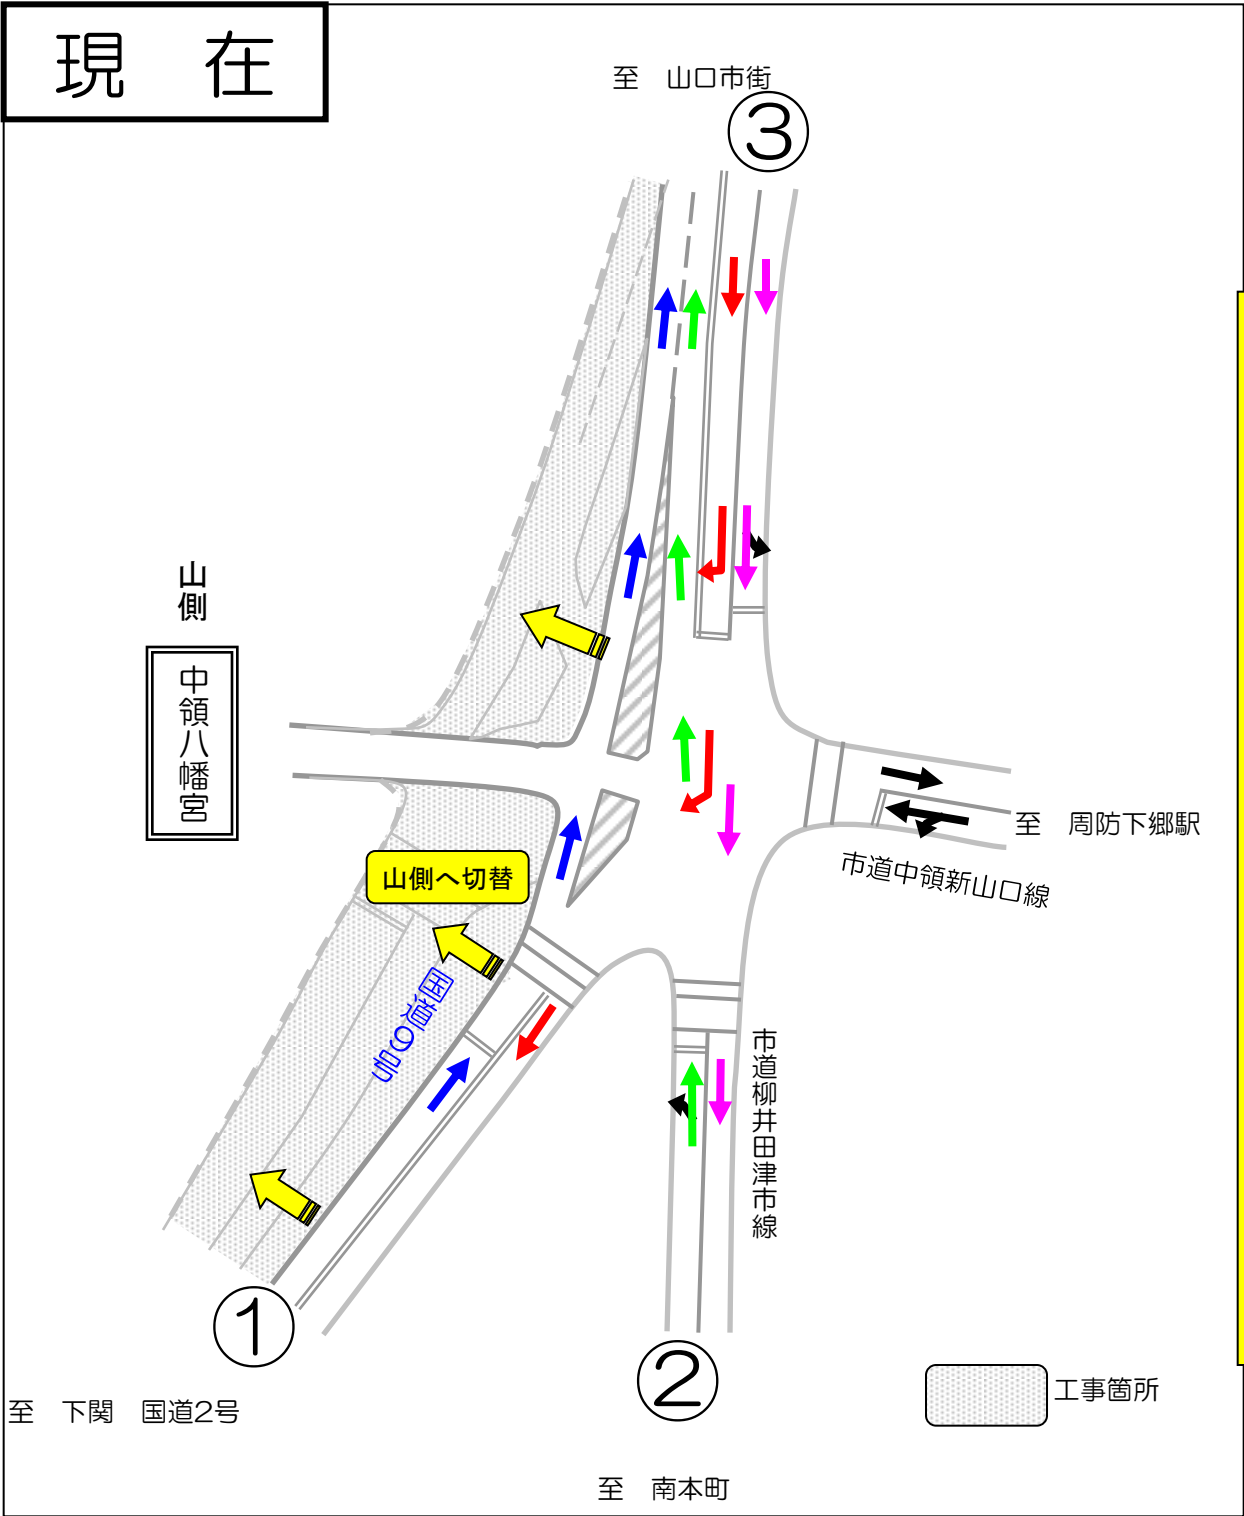 現 在
至 山口市街
③
山側
中領八幡宮
至 周防下郷駅
市道中領新山口線
山側へ切替
国道9号
市道柳井田津市線
①
②
工事箇所
至 下関 国道2号
至 南本町